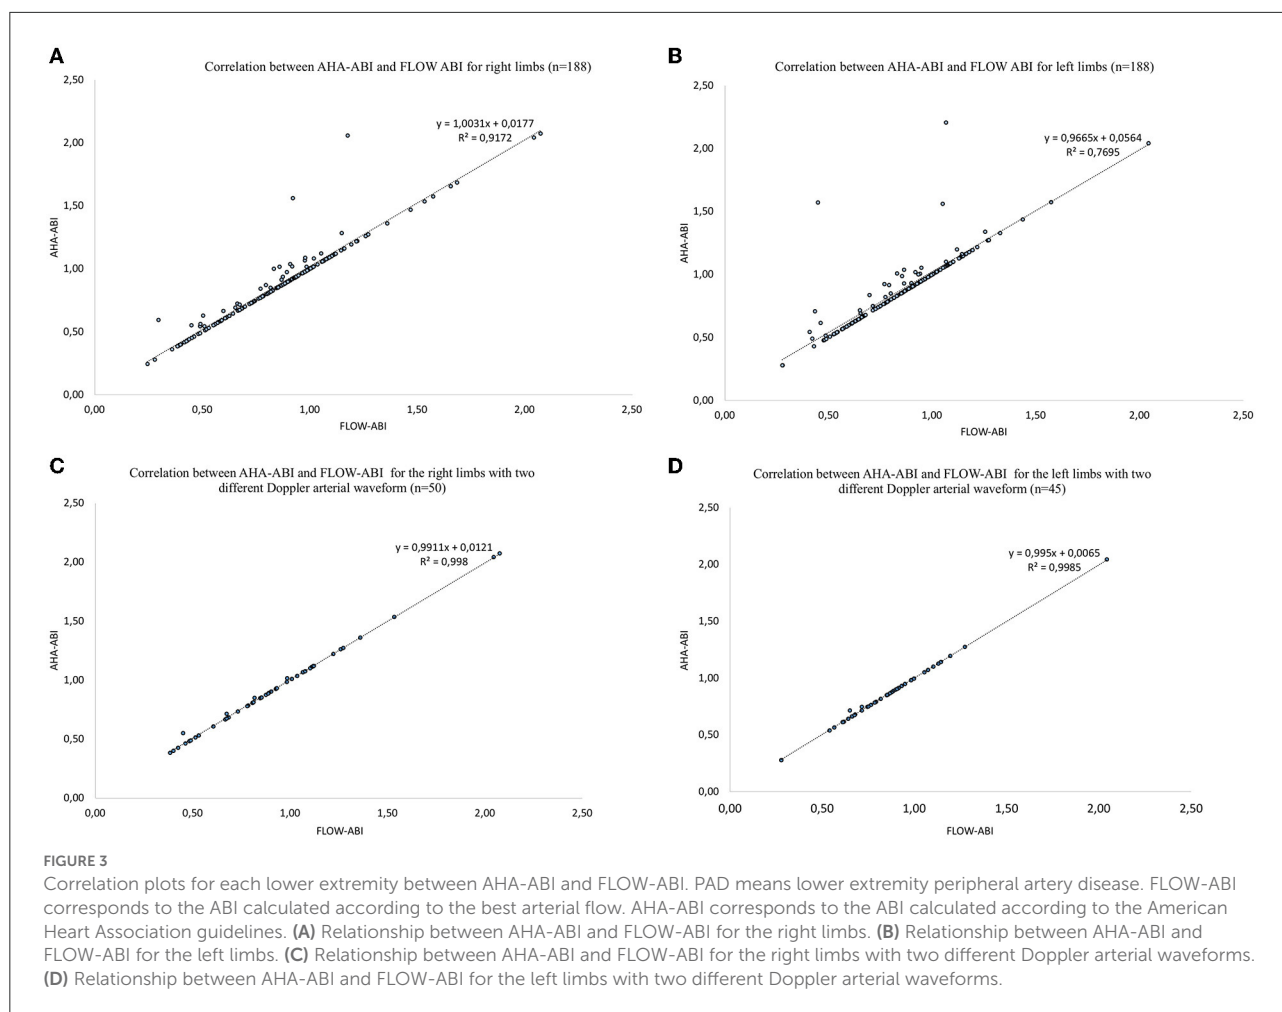 A
Correlation between AHA-ABI and FLOW ABI for right limbs (n=188)
2,50
2,00
1,50
1,00
0,50
0,00
AHA-ABI
y = 1,0031x + 0,0177
R² = 0,9172
0,00 0,50 1,00 1,50 2,00 2,50
FLOW-ABI
B
Correlation between AHA-ABI and FLOW ABI for left limbs (n=188)
2,50
2,00
1,50
1,00
0,50
0,00
AHA-ABI
y = 0,9665x + 0,0564
R² = 0,7695
0,00 0,50 1,00 1,50 2,00 2,50
FLOW-ABI
C
Correlation between AHA-ABI and FLOW-ABI for the right limbs with two
different Doppler arterial waveform (n=50)
2,50
2,00
1,50
1,00
0,50
0,00
AHA-ABI
y = 0,9911x + 0,0121
R² = 0,998
0,00 0,50 1,00 1,50 2,00 2,50
FLOW-ABI
D
Correlation between AHA-ABI and FLOW-ABI for the left limbs with two
different Doppler arterial waveform (n=45)
2,50
2,00
1,50
1,00
0,50
0,00
AHA-ABI
y = 0,995x + 0,0065
R² = 0,9985
0,00 0,50 1,00 1,50 2,00 2,50
FLOW-ABI
FIGURE 3
Correlation plots for each lower extremity between AHA-ABI and FLOW-ABI. PAD means lower extremity peripheral artery disease. FLOW-ABI
corresponds to the ABI calculated according to the best arterial flow. AHA-ABI corresponds to the ABI calculated according to the American
Heart Association guidelines. (A) Relationship between AHA-ABI and FLOW-ABI for the right limbs. (B) Relationship between AHA-ABI and
FLOW-ABI for the left limbs. (C) Relationship between AHA-ABI and FLOW-ABI for the right limbs with two different Doppler arterial waveforms.
(D) Relationship between AHA-ABI and FLOW-ABI for the left limbs with two different Doppler arterial waveforms.